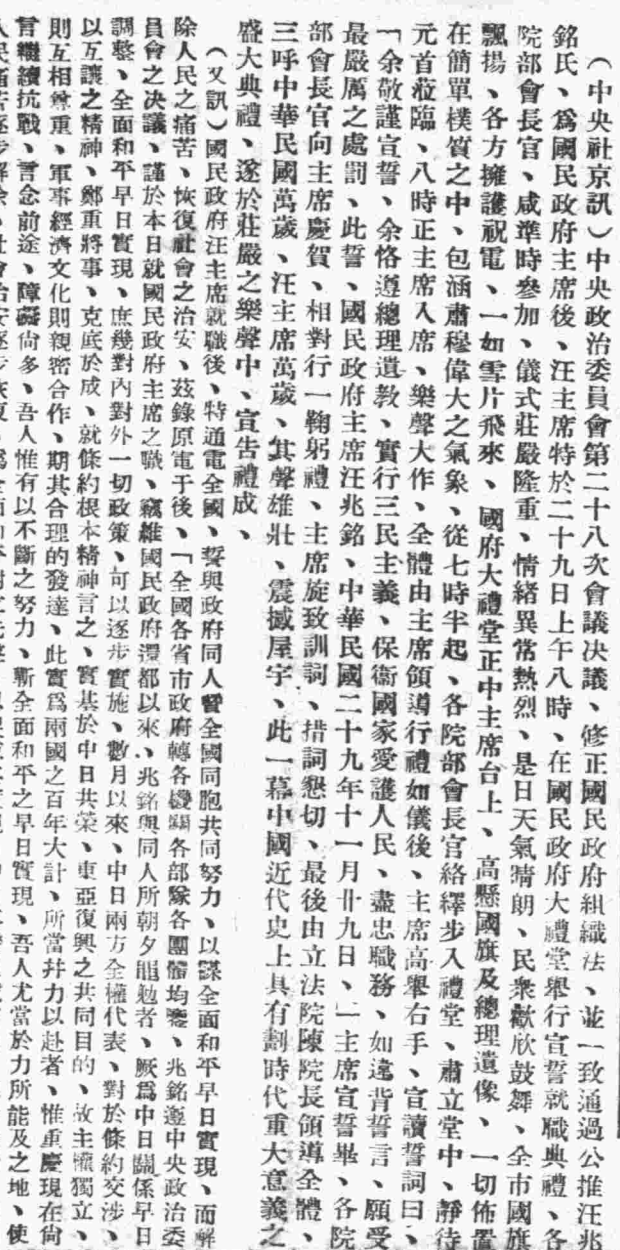 （中央社京訊）中央政治委員會第二十八次會議决議、修正國民政府組織法、並一致通過公推汪兆
銘氏、爲國民政府主席後、汪主席特於二十九日上午八時、在國民政府大禮堂舉行宣誓就職典禮、各
院部會長官、咸準時參加、儀式莊嚴隆重、情緒異常熱烈、是日天氣晴朗、民衆歡欣鼓舞、全市國旗
飄揚、各方擁護祝電、一如雪片飛來、國府大禮堂正中主席台上、高懸國旗及總理遺像、一切佈置
在簡單樸質之中、包涵肅穆偉大之氣象、從七時半起、各院部會長官絡繹步入禮堂、肅立堂中、靜待
元首蒞臨、八時正主席入席、樂聲大作、全體由主席領導行禮如儀後、主席高舉右手、宣讀誓詞曰、
「余敬謹宣誓、余恪遵總理遺敎、實行三民主義、保衞國家愛護人民、盡忠職務、如違背誓言、願受
最嚴厲之處罰、此誓、國民政府主席汪兆銘、中華民國二十九年十一月廿九日、」主席宣誓畢、各院
部會長官向主席慶賀、相對行一鞠躬禮、主席旋致訓詞、措詞懇切、最後由立法院陳院長領導全體、
三呼中華民國萬歲、汪主席萬歲、其聲雄壯、震撼屋宇、此一幕中國近代史上具有劃時代重大意義之
盛大典禮、遂於莊嚴之樂聲中、宣告禮成、
（又訊）國民政府汪主席就職後、特通電全國、誓與政府同人曁全國同胞共同努力、以謀全面和平早日實現、而解
除人民之痛苦、恢復社會之治安、茲錄原電于後、「全國各省市政府轉各機關各部隊各團體均鑒、兆銘遵中央政治委
員會之决議、謹於本日就國民政府主席之職、竊維國民政府還都以來、兆銘與同人所朝夕黽勉者、厥爲中日關係早日
調整、全面和平早日實現、庶幾對內對外一切政策、可以逐步實施、數月以來、中日兩方全權代表、對於條約交涉、
以互讓之精神、鄭重將事、克底於成、就條約根本精神言之、實基於中日共榮、東亞復興之共同目的、故主權獨立、
則互相尊重、軍事經濟文化則親密合作、期其合理的發達、此實爲兩國之百年大計、所當幷力以赴者、惟重慶現在尙
言繼續抗戰、言念前途、障礙尙多、吾人惟有以不斷之努力、蘄全面和平之早日實現、吾人尤當於力所能及之地、使